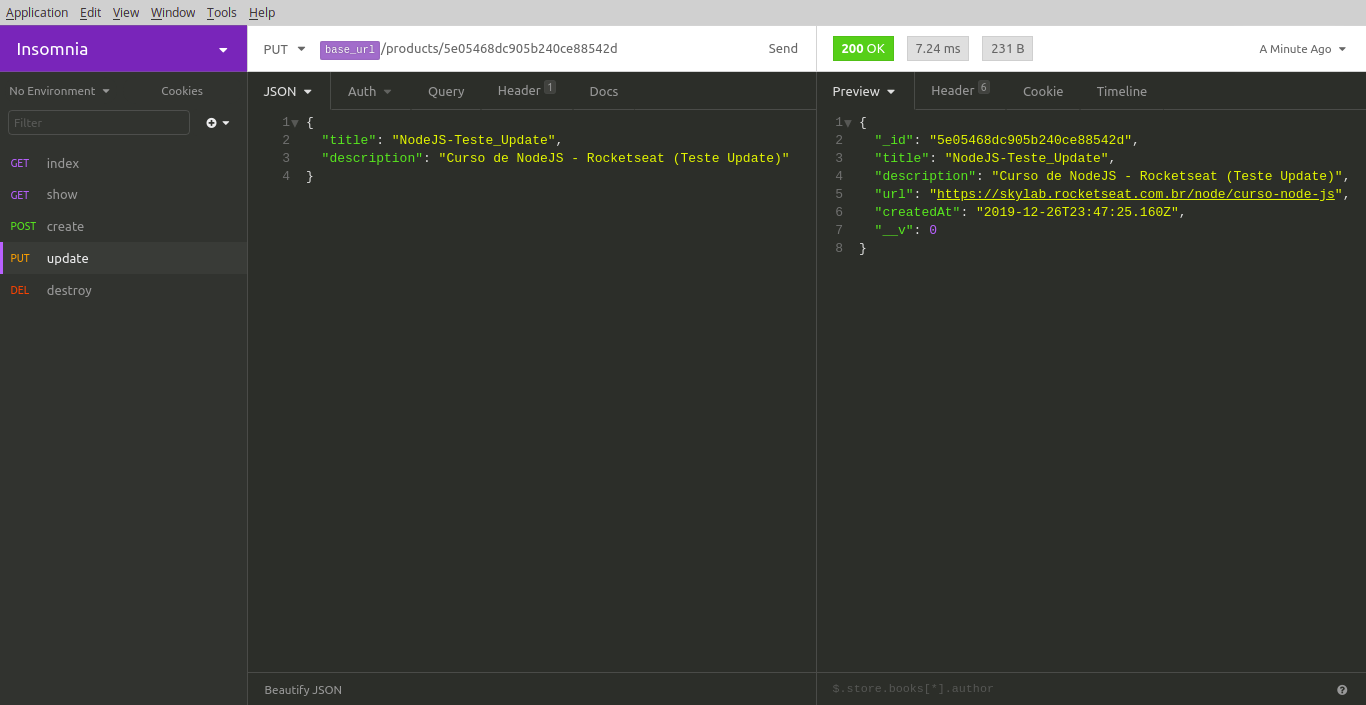 Application Edit View Window Tools Help
Insomnia
PUT base_url/products/5e05468dc905b240ce88542d Send
200 OK 7.24 ms 231 B A Minute Ago
No Environment Cookies
Filter
GET index
GET show
POST create
PUT update
DEL destroy
JSON Auth Query Header 1 Docs
1 {
2 "title": "NodeJS-Teste_Update",
3 "description": "Curso de NodeJS - Rocketseat (Teste Update)"
4 }
Beautify JSON
Preview Header 6 Cookie Timeline
1 {
2 "_id": "5e05468dc905b240ce88542d",
3 "title": "NodeJS-Teste_Update",
4 "description": "Curso de NodeJS - Rocketseat (Teste Update)",
5 "url": "https://skylab.rocketseat.com.br/node/curso-node-js",
6 "createdAt": "2019-12-26T23:47:25.160Z",
7 "__v": 0
8 }
$.store.books[*].author